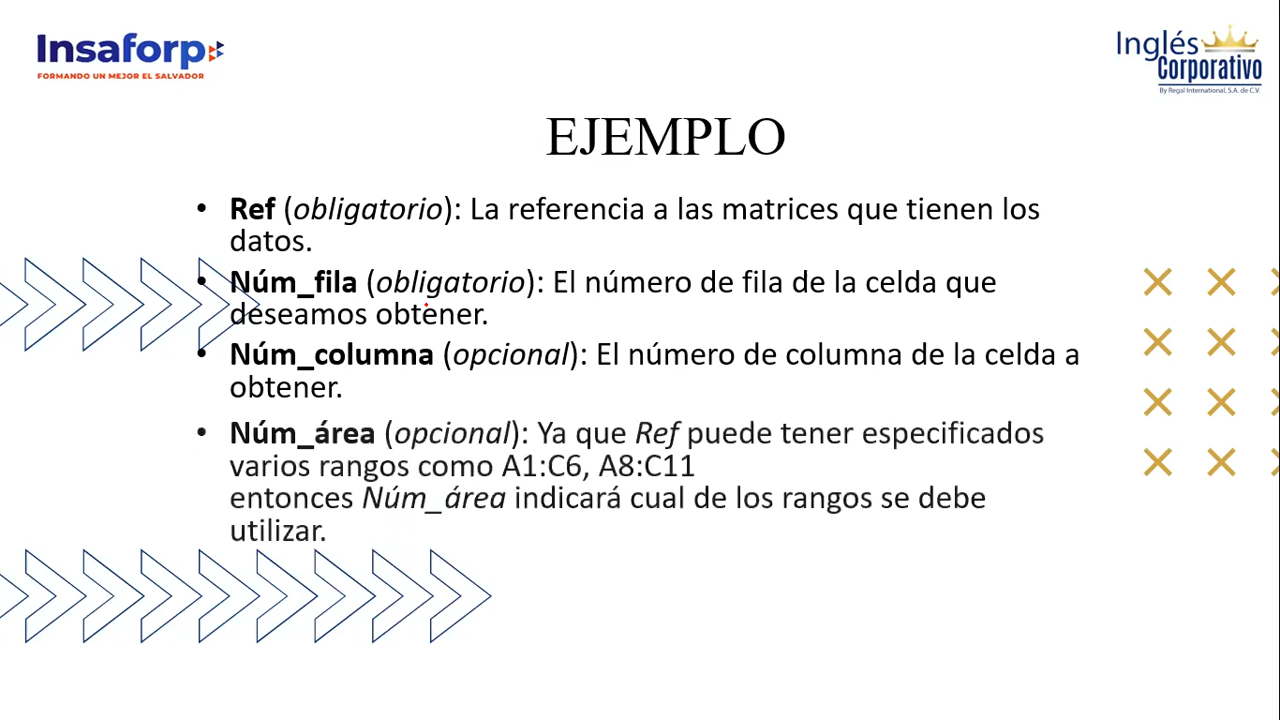 Insaforp
FORMANDO UN MEJOR EL SALVADOR
Inglés
Corporativo
By Regal International, S.A. de C.V.
EJEMPLO
• Ref (obligatorio): La referencia a las matrices que tienen los
datos.
• Núm_fila (obligatorio): El número de fila de la celda que
deseamos obtener.
• Núm_columna (opcional): El número de columna de la celda a
obtener.
• Núm_área (opcional): Ya que Ref puede tener especificados
varios rangos como A1:C6, A8:C11
entonces Núm_área indicará cual de los rangos se debe
utilizar.